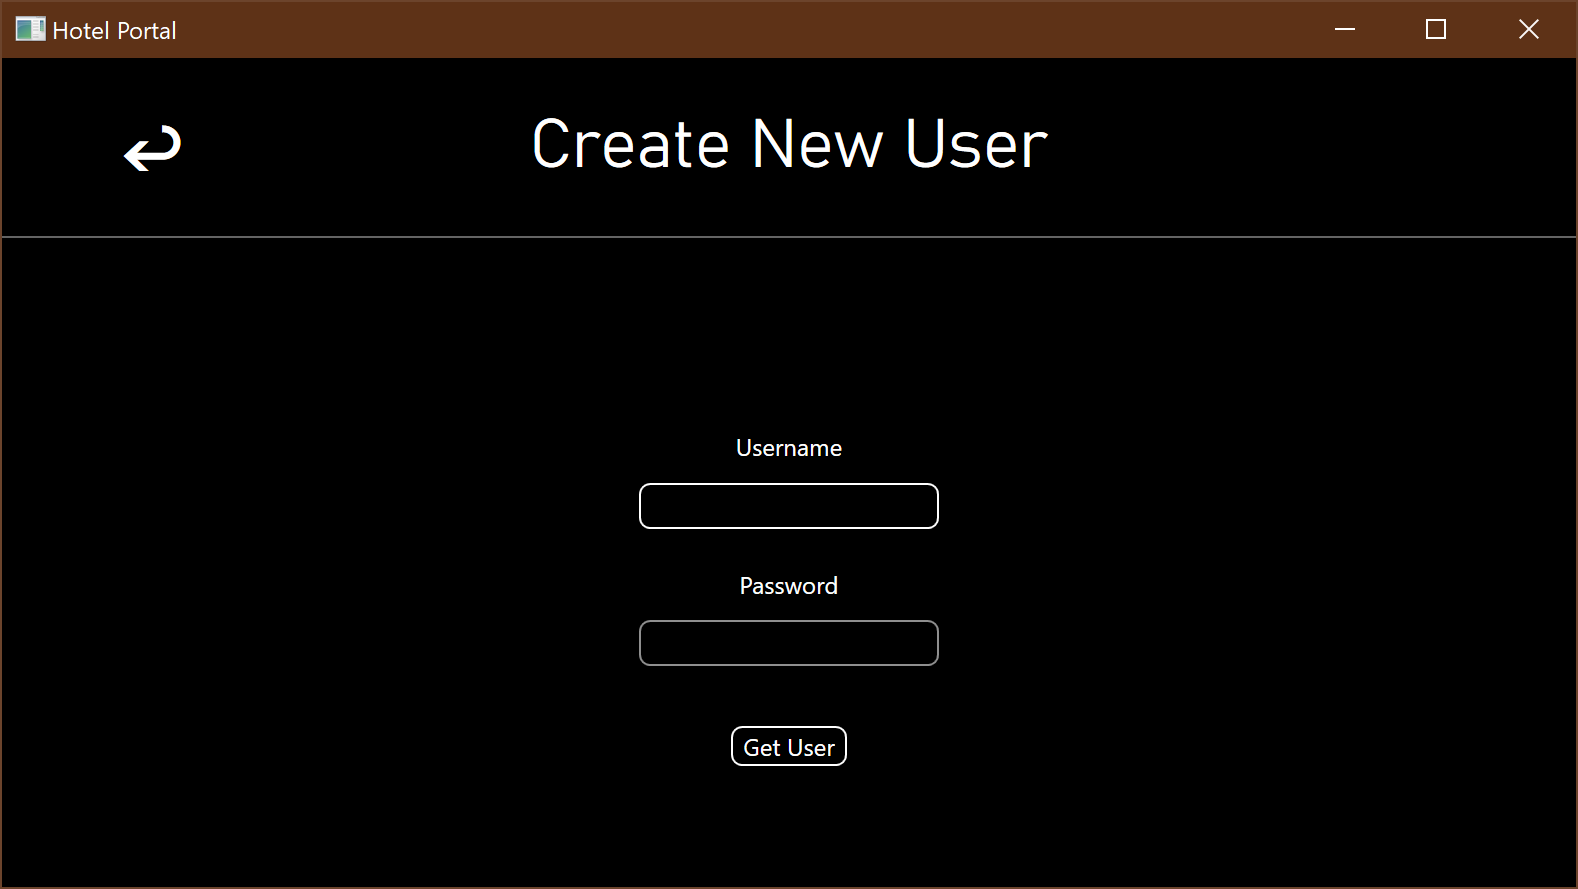 Hotel Portal
Create New User
Username
Password
Get User